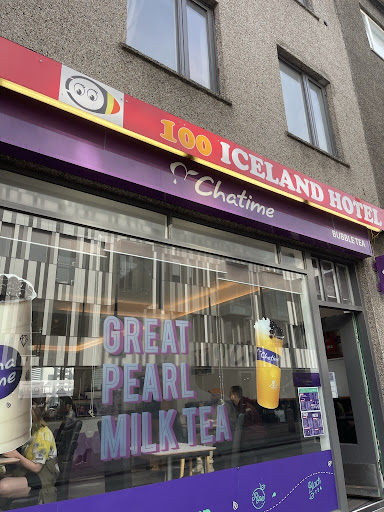 100 ICELAND HOTEL
Chatime
BUBBLE TEA
GREAT
PEARL
MILK TEA
Chatime